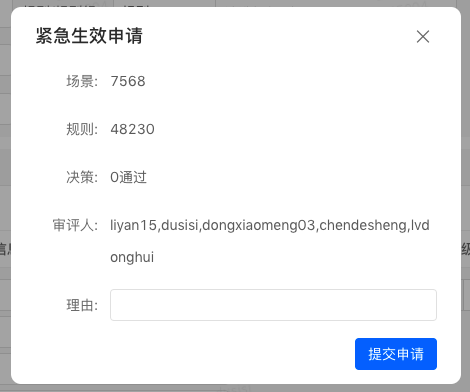 紧急生效申请
场景: 7568
规则: 48230
决策: 0通过
审评人: liyan15,dusisi,dongxiaomeng03,chendesheng,lvd
onghui
理由:
提交申请